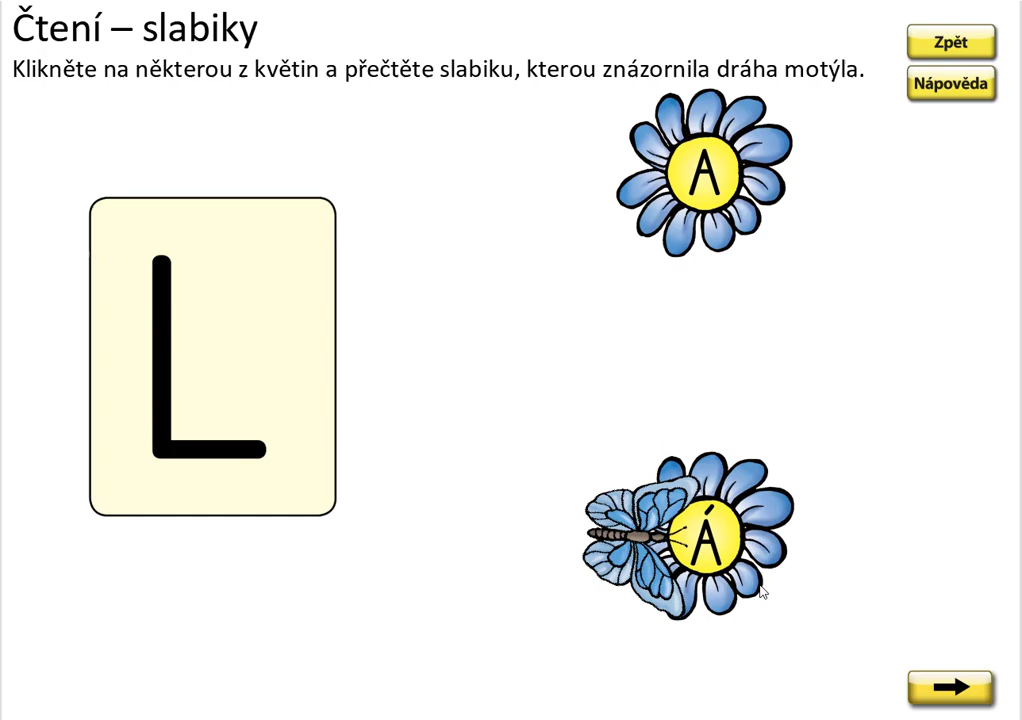 Čtení – slabiky
Zpět
Klikněte na některou z květin a přečtěte slabiku, kterou znázornila dráha motýla.
Nápověda
A
L
Á